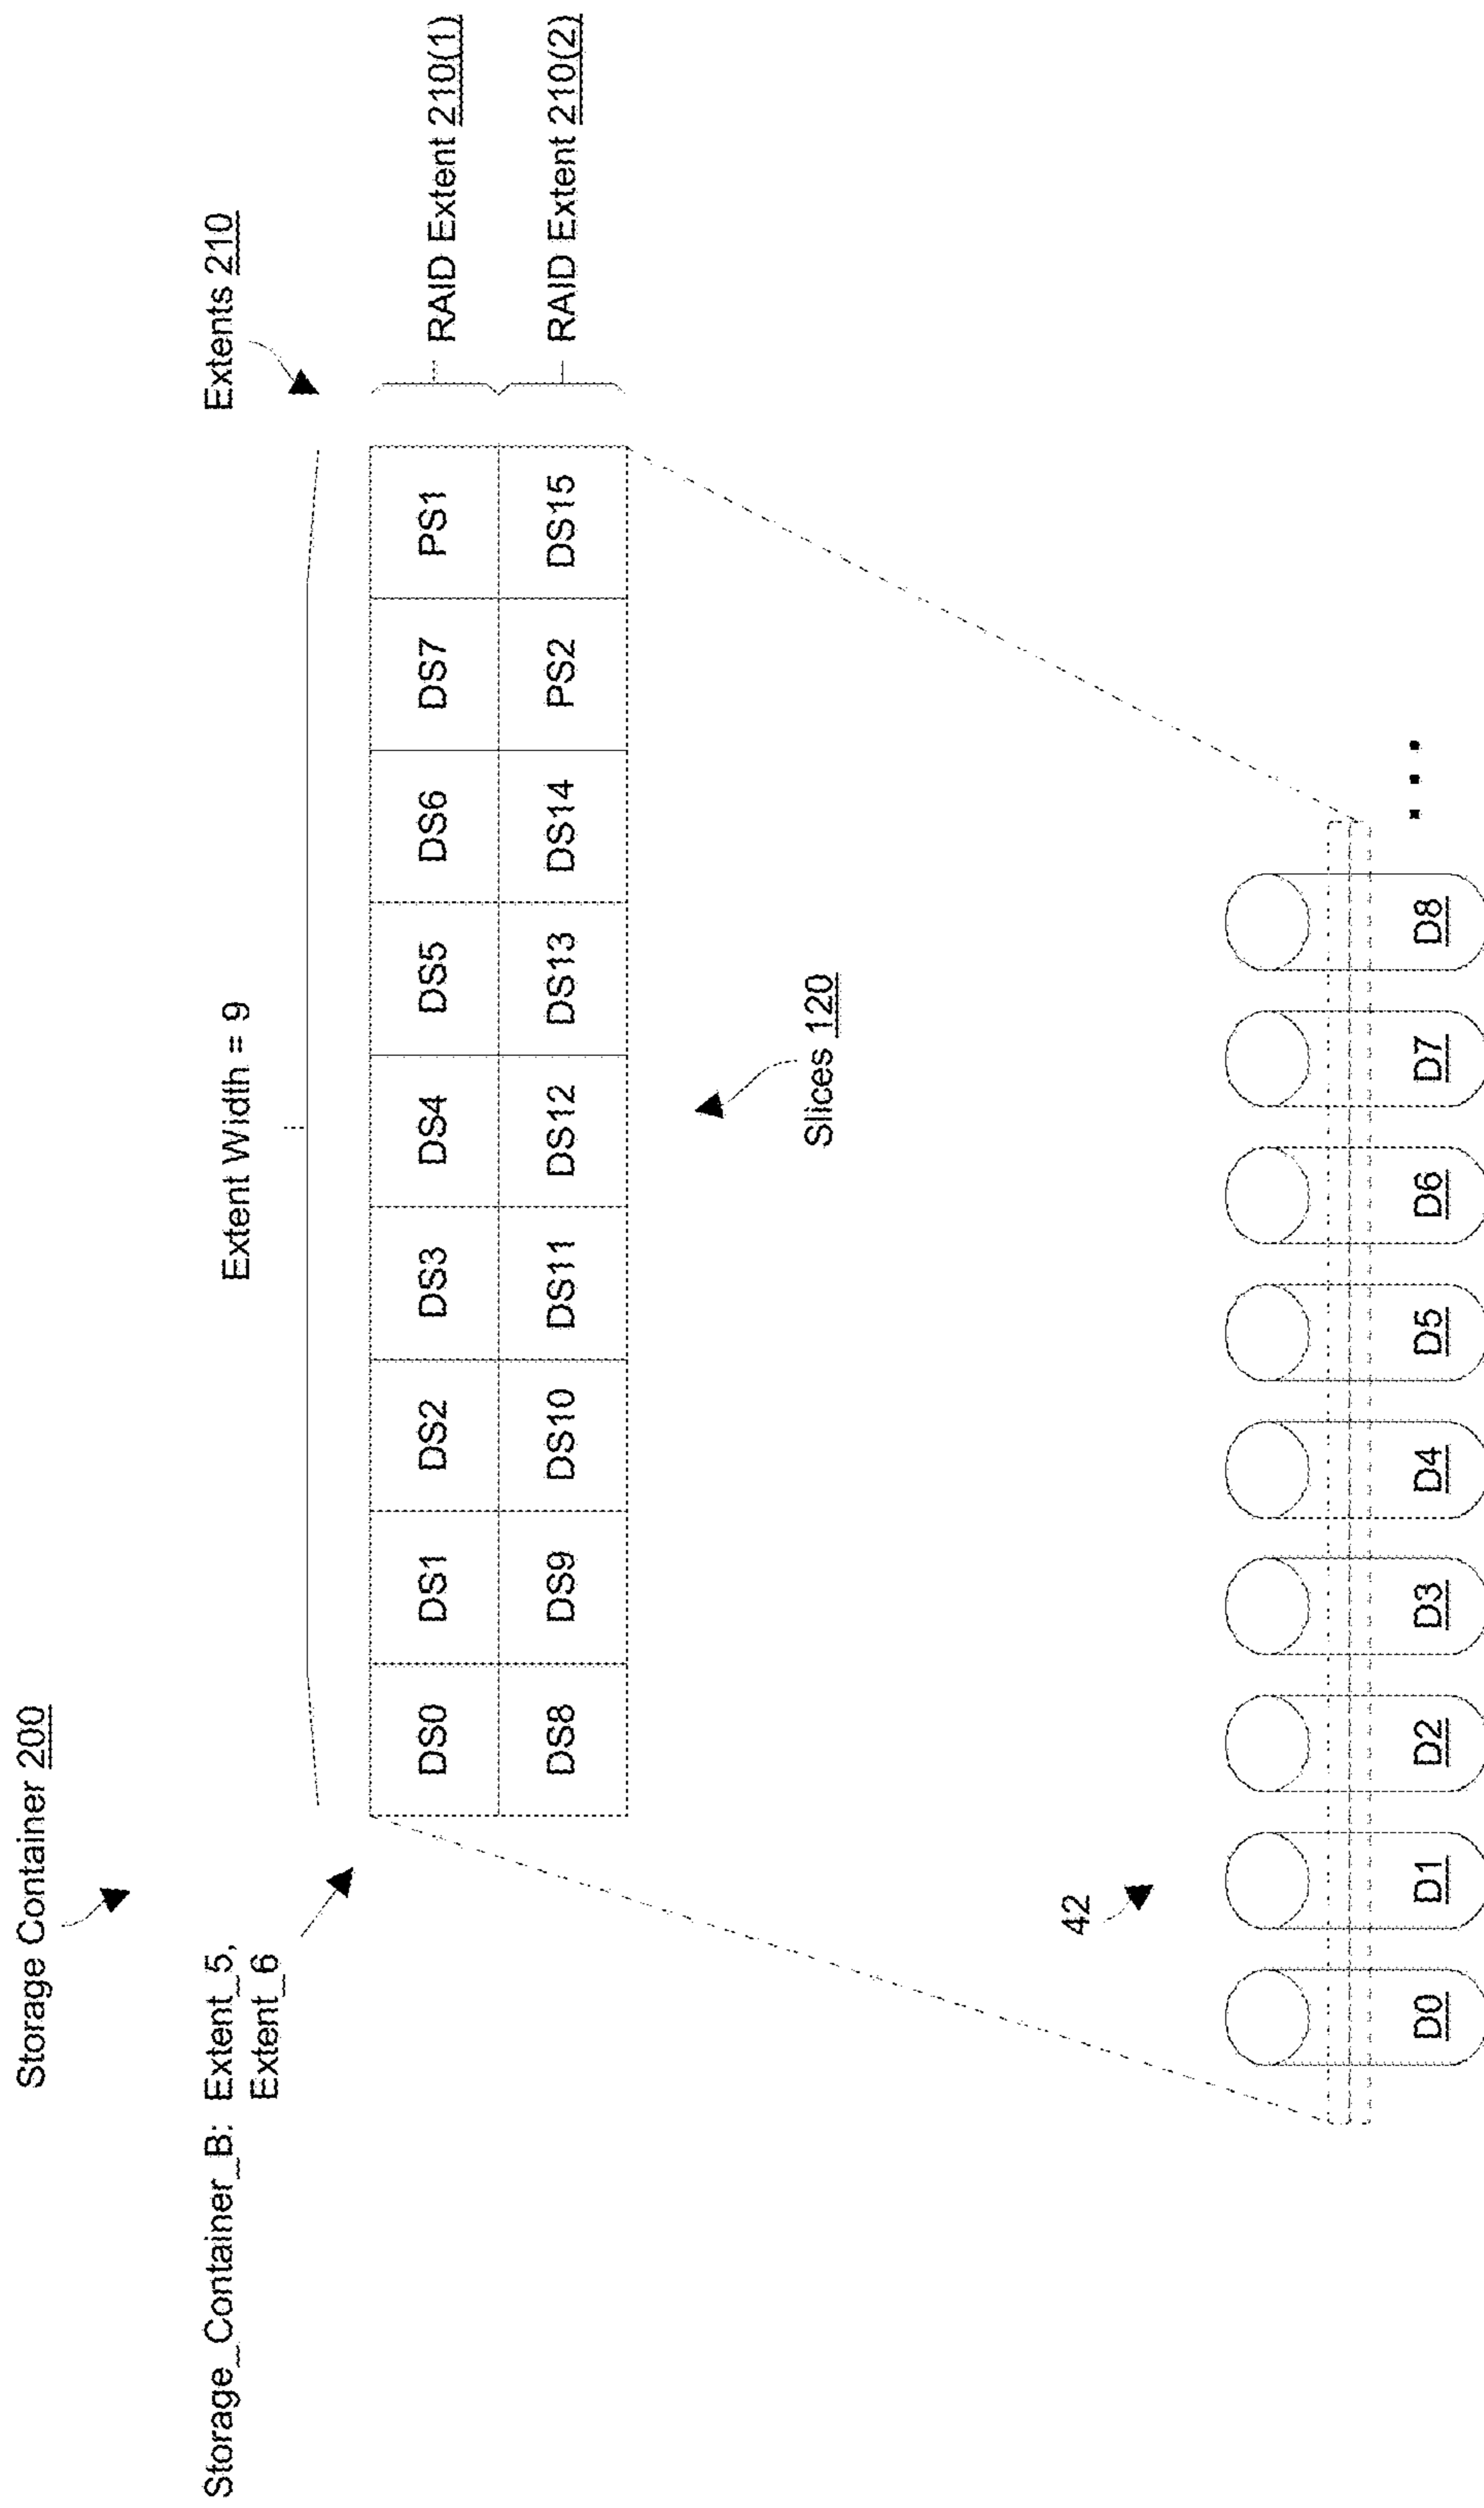 Storage Container 200
Storage_Container_B: Extent_5,
Extent_6
Extent Width = 9
Extents 210
DS0 DS1 DS2 DS3 DS4 DS5 DS6 DS7 PS1
RAID Extent 210(1)
DS8 DS9 DS10 DS11 DS12 DS13 DS14 PS2 DS15
RAID Extent 210(2)
Slices 120
42
D0 D1 D2 D3 D4 D5 D6 D7 D8